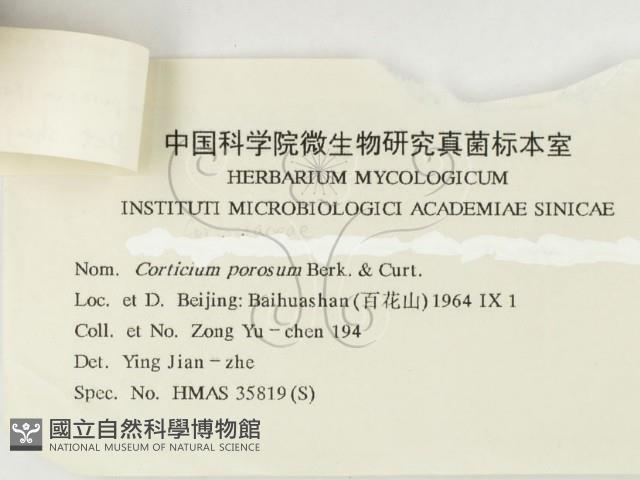 中国科学院微生物研究真菌标本室
HERBARIUM MYCOLOGICUM
INSTITUTI MICROBIOLOGICI ACADEMIAE SINICAE
Nom. Corticium porosum Berk. & Curt.
Loc. et D. Beijing: Baihuashan (百花山) 1964 IX 1
Coll. et No. Zong Yu-chen 194
Det. Ying Jian-zhe
Spec. No. HMAS 35819 (S)
國立自然科學博物館
NATIONAL MUSEUM OF NATURAL SCIENCE